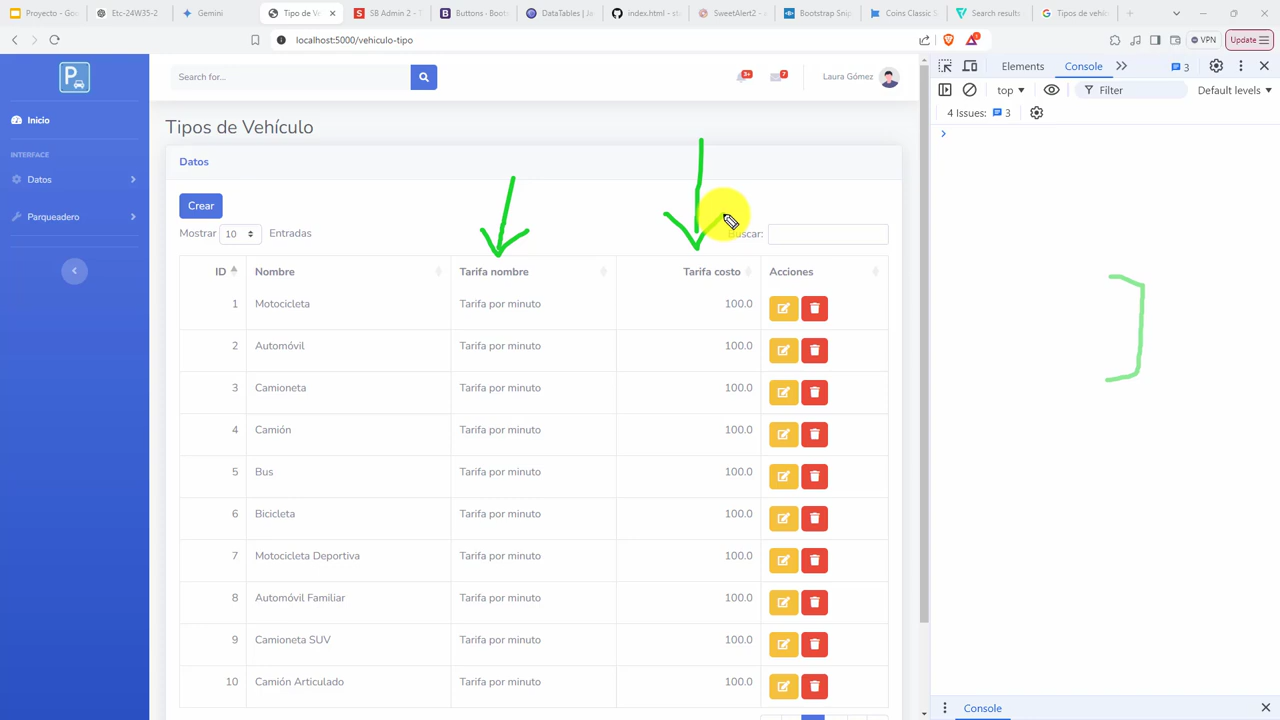 Proyecto - Etc-24W35-2 Gemini Tipo de Ve SB Admin 2 - T Buttons · Boots DataTables | Ja index.html - sta SweetAlert2 - a Bootstrap Snip Coins Classic S Search results Tipos de vehíc
localhost:5000/vehiculo-tipo VPN Update
P
Search for... 3+ 7 Laura Gómez
Inicio
INTERFACE
Datos
Parqueadero
Tipos de Vehículo
Datos
Crear
Mostrar 10 Entradas Buscar:
ID Nombre Tarifa nombre Tarifa costo Acciones
1 Motocicleta Tarifa por minuto 100.0
2 Automóvil Tarifa por minuto 100.0
3 Camioneta Tarifa por minuto 100.0
4 Camión Tarifa por minuto 100.0
5 Bus Tarifa por minuto 100.0
6 Bicicleta Tarifa por minuto 100.0
7 Motocicleta Deportiva Tarifa por minuto 100.0
8 Automóvil Familiar Tarifa por minuto 100.0
9 Camioneta SUV Tarifa por minuto 100.0
10 Camión Articulado Tarifa por minuto 100.0
Elements Console 3
top Filter Default levels
4 Issues: 3
Console